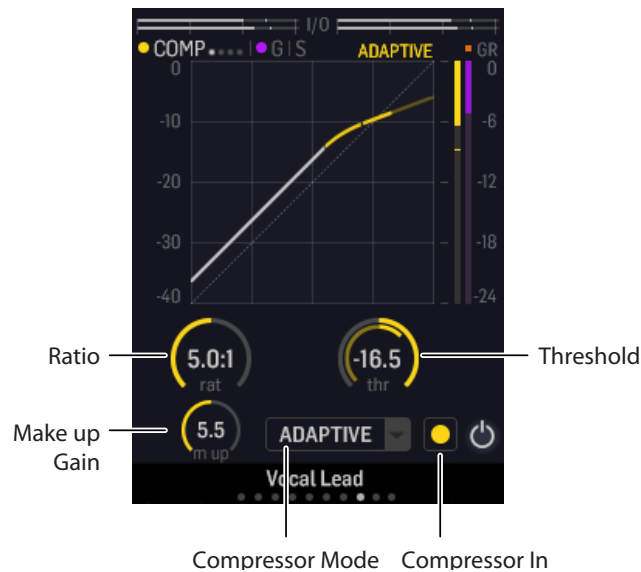 I/O
COMP G S ADAPTIVE GR
0 0
-10 -6
-20 -12
-30 -18
-40 -24
Ratio 5.0:1 -16.5 Threshold
rat thr
Make up 5.5 ADAPTIVE
Gain m up
Vocal Lead
Compressor Mode Compressor In